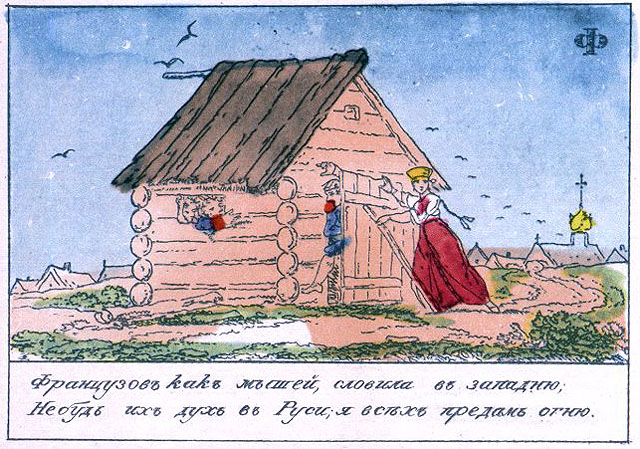 Ф
Французовъ какъ мышей, словила въ западню;
Небудь ихъ духъ въ Руси; я всѣхъ предамъ огню.